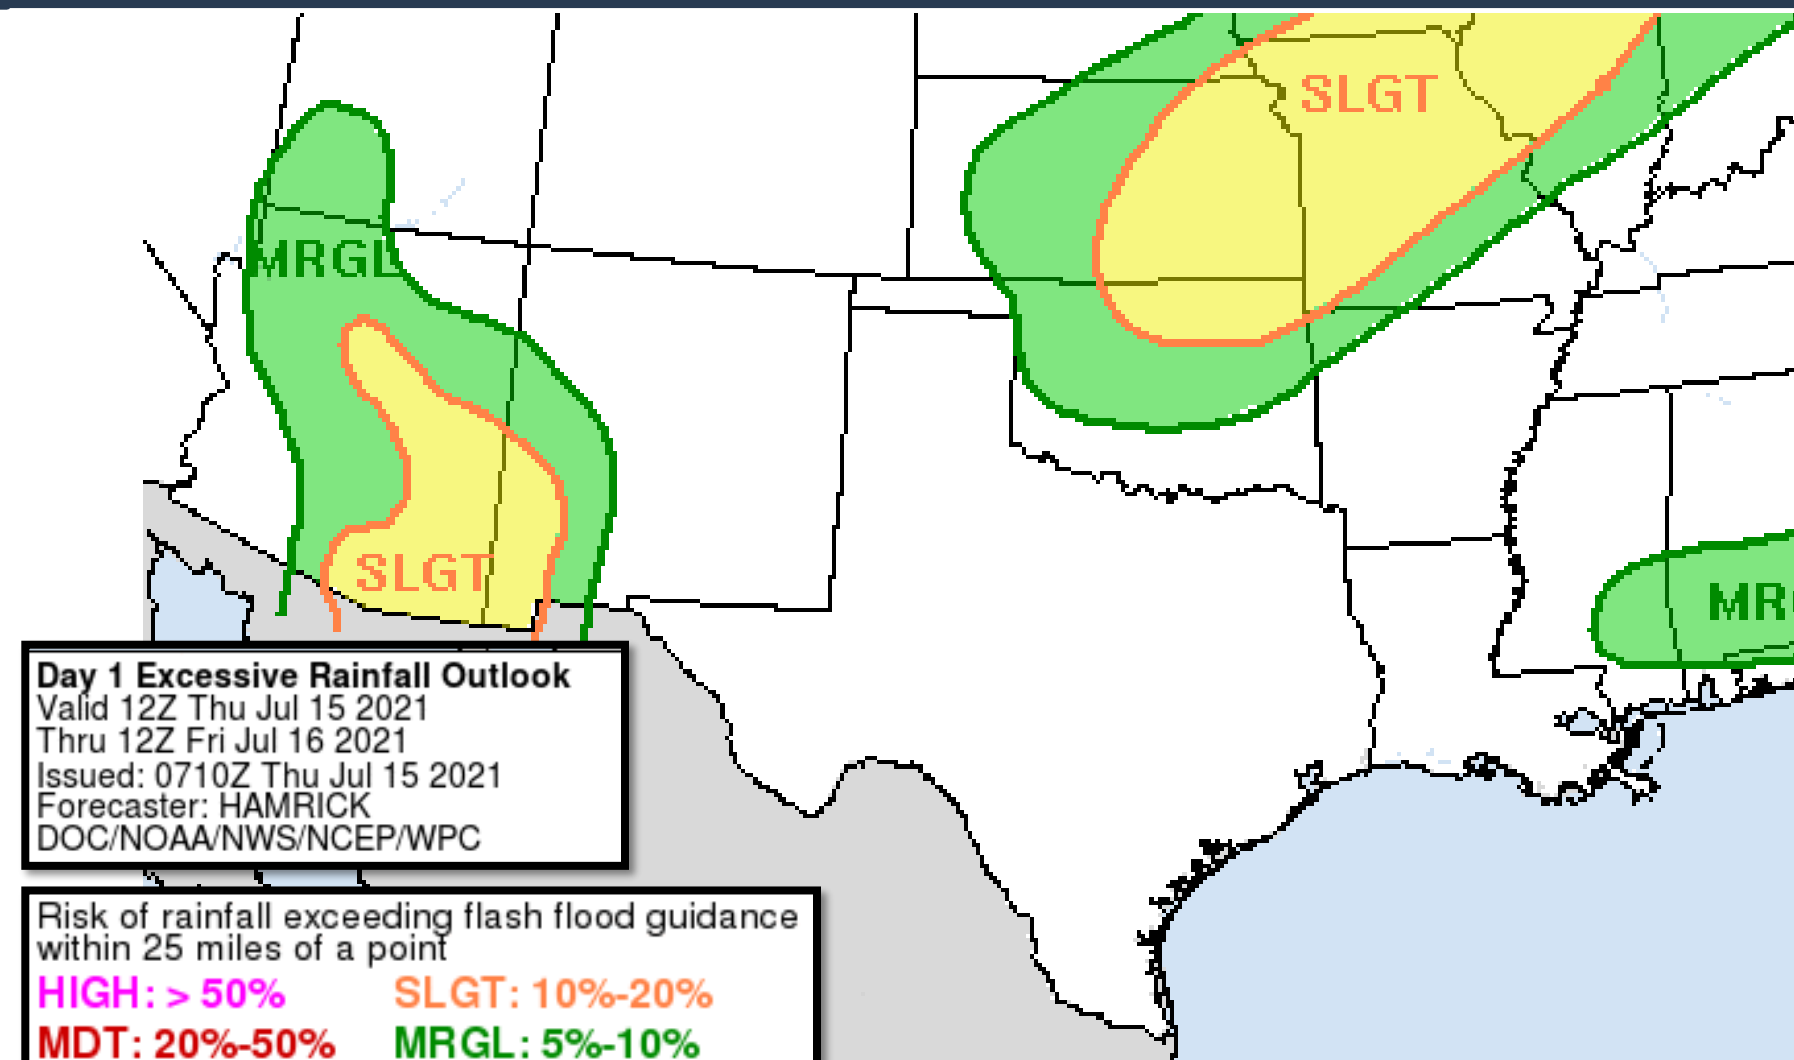 SLGT
MRGL
SLGT
MR
Day 1 Excessive Rainfall Outlook
Valid 12Z Thu Jul 15 2021
Thru 12Z Fri Jul 16 2021
Issued: 0710Z Thu Jul 15 2021
Forecaster: HAMRICK
DOC/NOAA/NWS/NCEP/WPC
Risk of rainfall exceeding flash flood guidance
within 25 miles of a point
HIGH: > 50% SLGT: 10%-20%
MDT: 20%-50% MRGL: 5%-10%